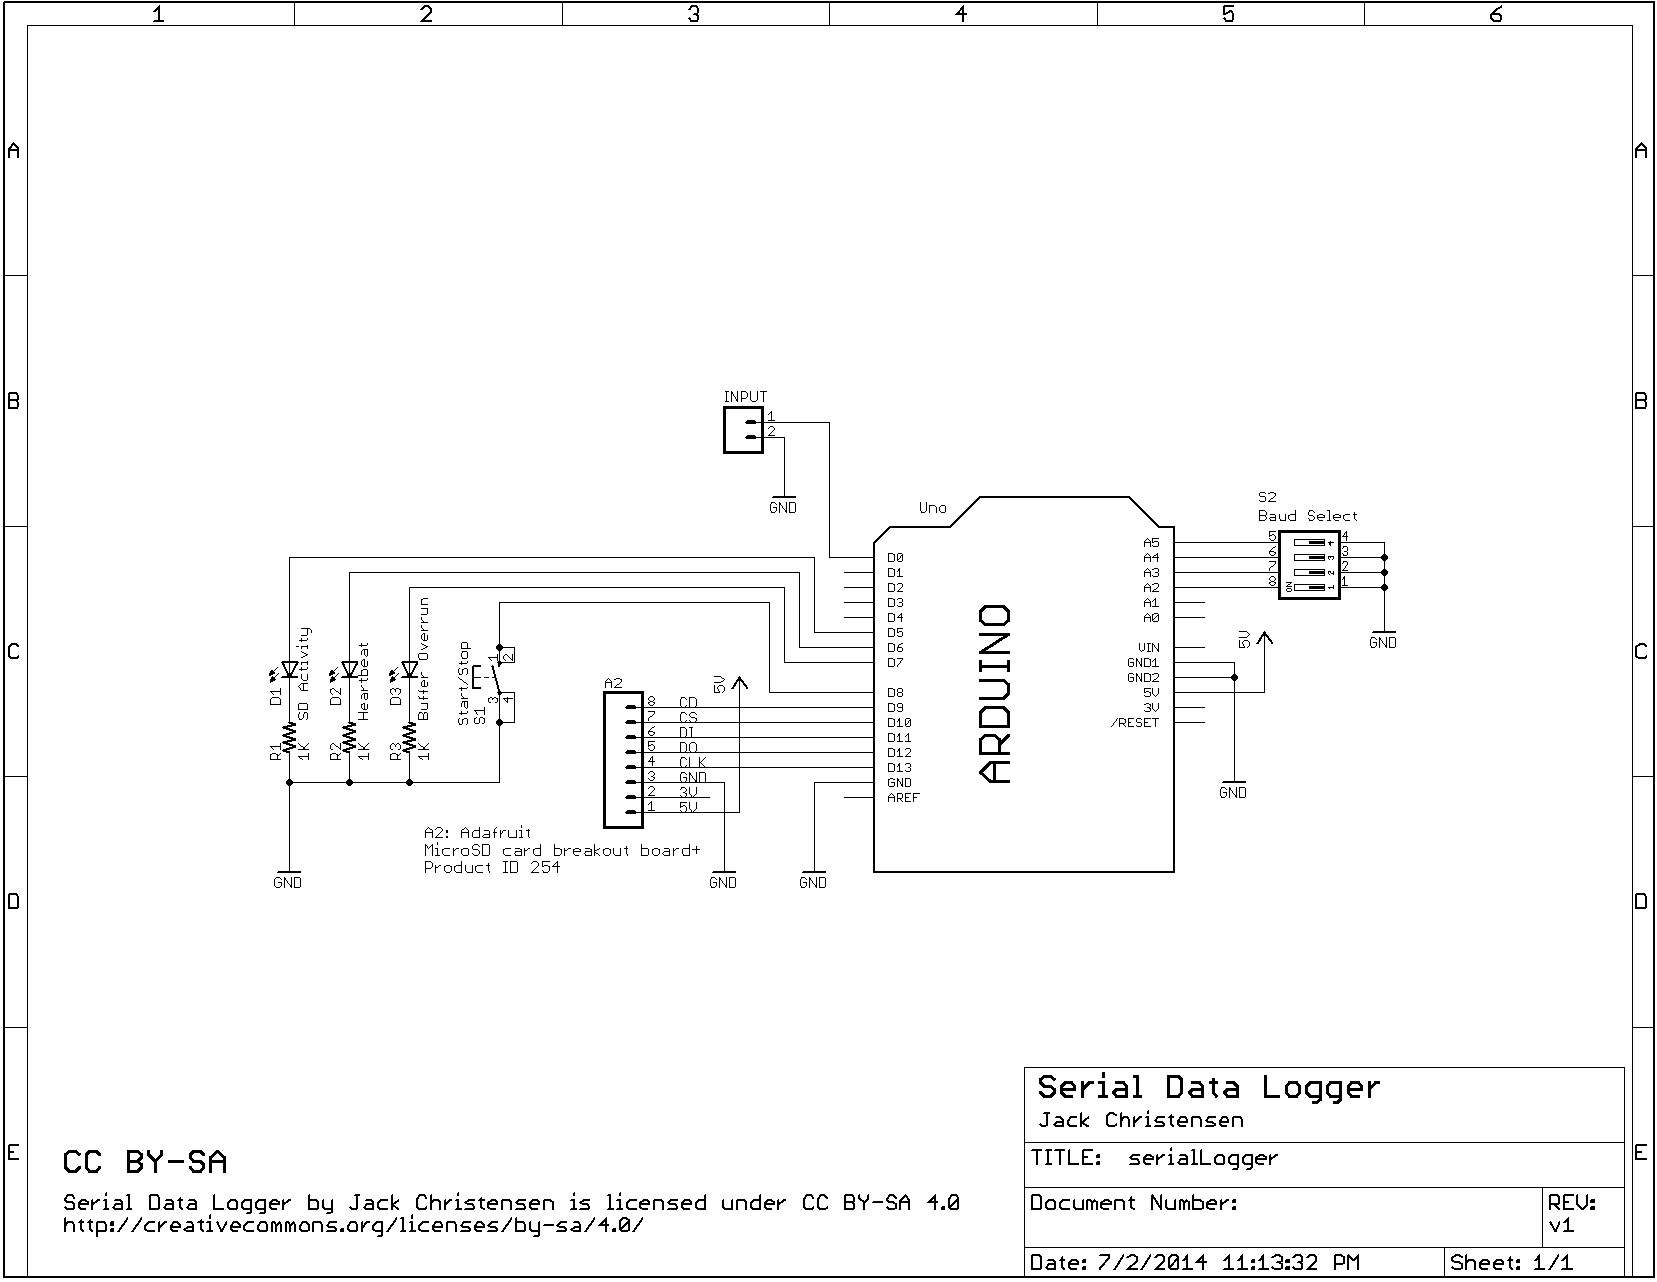 1 2 3 4 5 6
A A
B B
C C
D D
E E
INPUT
1
2
GND
Uno
ARDUINO
D0
D1
D2
D3
D4
D5
D6
D7
D8
D9
D10
D11
D12
D13
GND
AREF
A5
A4
A3
A2
A1
A0
VIN
GND1
GND2
5V
3V
/RESET
S2
Baud Select
5 4 4
6 3 3
7 2 2
8 ON 1 1
GND
5V
GND
D1
SD Activity
R1
1K
D2
Heartbeat
R2
1K
D3
Buffer Overrun
R3
1K
Start/Stop
S1
1
2
3
4
GND
A2
5V
8 CD
7 CS
6 DI
5 DO
4 CLK
3 GND
2 3V
1 5V
GND
GND
A2: Adafruit
MicroSD card breakout board+
Product ID 254
CC BY-SA
Serial Data Logger by Jack Christensen is licensed under CC BY-SA 4.0
http://creativecommons.org/licenses/by-sa/4.0/
Serial Data Logger
Jack Christensen
TITLE: serialLogger
Document Number:
REV:
v1
Date: 7/2/2014 11:13:32 PM
Sheet: 1/1